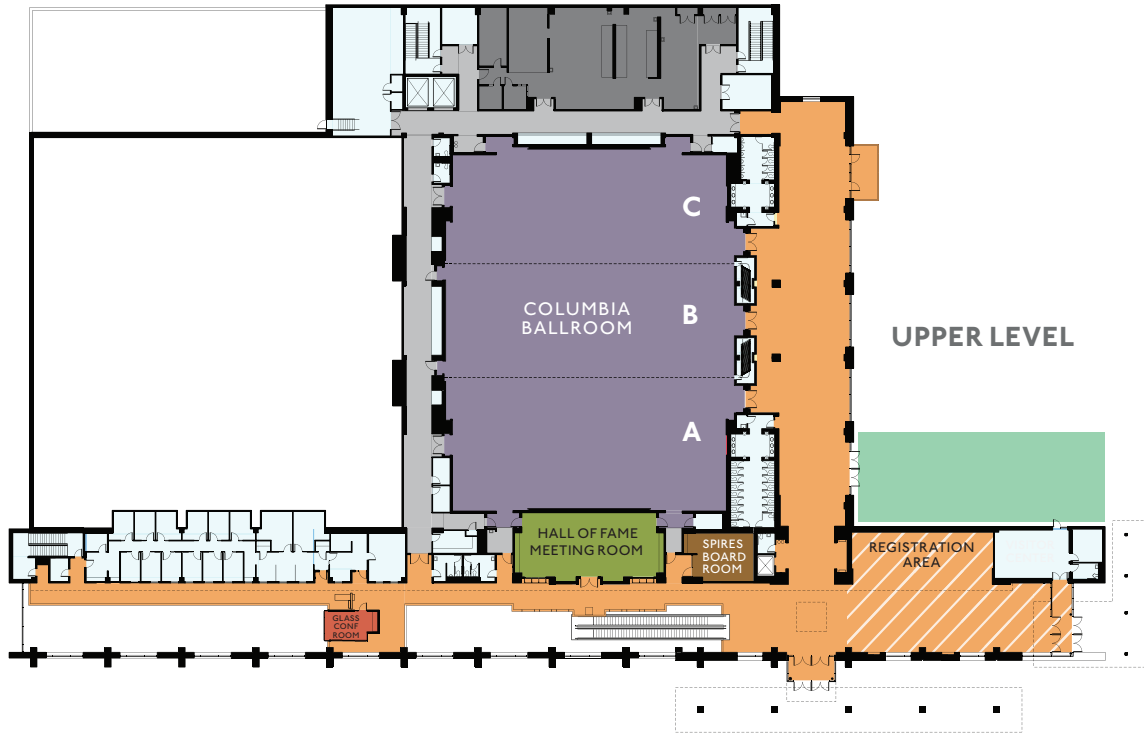 C
COLUMBIA
BALLROOM
B
UPPER LEVEL
A
HALL OF FAME
MEETING ROOM
SPIRES
BOARD
ROOM
REGISTRATION
AREA
GLASS
CONF
ROOM